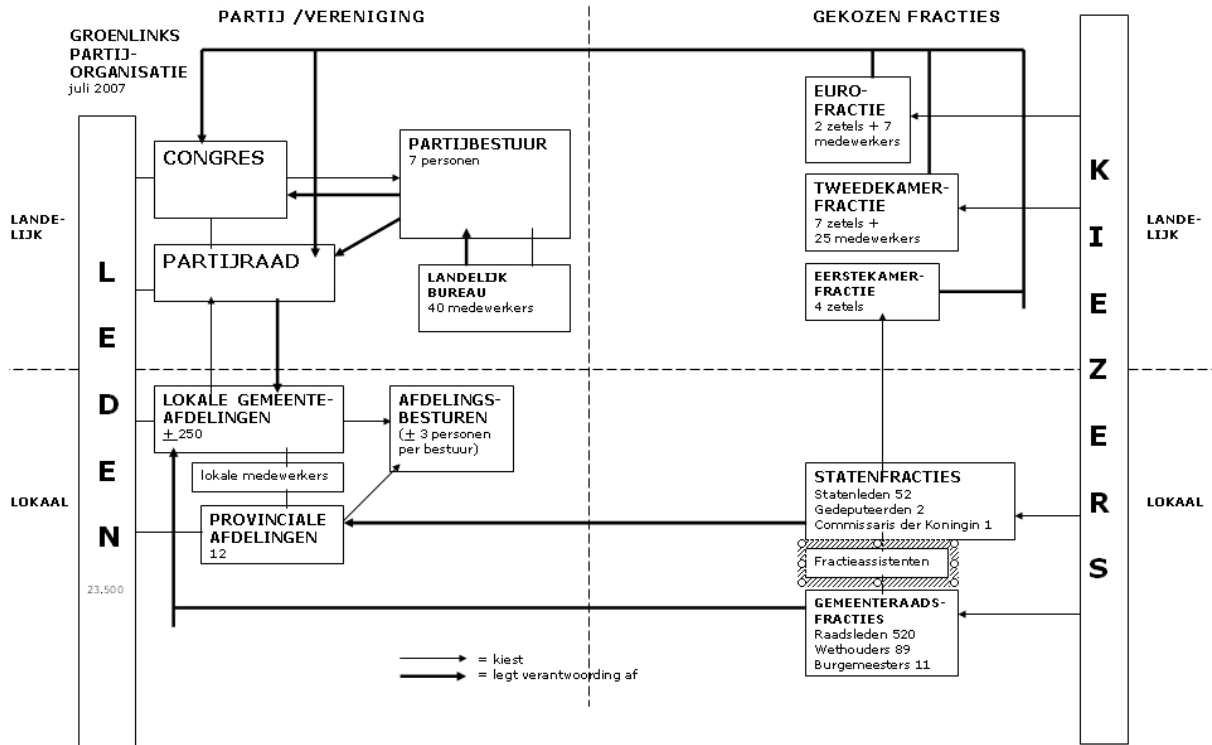 PARTIJ /VERENIGING
GEKOZEN FRACTIES
GROENLINKS
PARTIJ-
ORGANISATIE
juli 2007
LANDE-
LIJK
LOKAAL
LEDEN
23.500
CONGRES
PARTIJBESTUUR
7 personen
PARTIJRAAD
LANDELIJK
BUREAU
40 medewerkers
LOKALE GEMEENTE-
AFDELINGEN
+ 250
AFDELINGS-
BESTUREN
(+ 3 personen
per bestuur)
lokale medewerkers
PROVINCIALE
AFDELINGEN
12
EURO-
FRACTIE
2 zetels + 7
medewerkers
TWEEDEKAMER-
FRACTIE
7 zetels +
25 medewerkers
EERSTEKAMER-
FRACTIE
4 zetels
STATENFRACTIES
Statenleden 52
Gedeputeerden 2
Commissaris der Koningin 1
Fractieassistenten
GEMEENTERAADS-
FRACTIES
Raadsleden 520
Wethouders 89
Burgemeesters 11
KIEZERS
LANDE-
LIJK
LOKAAL
= kiest
= legt verantwoording af